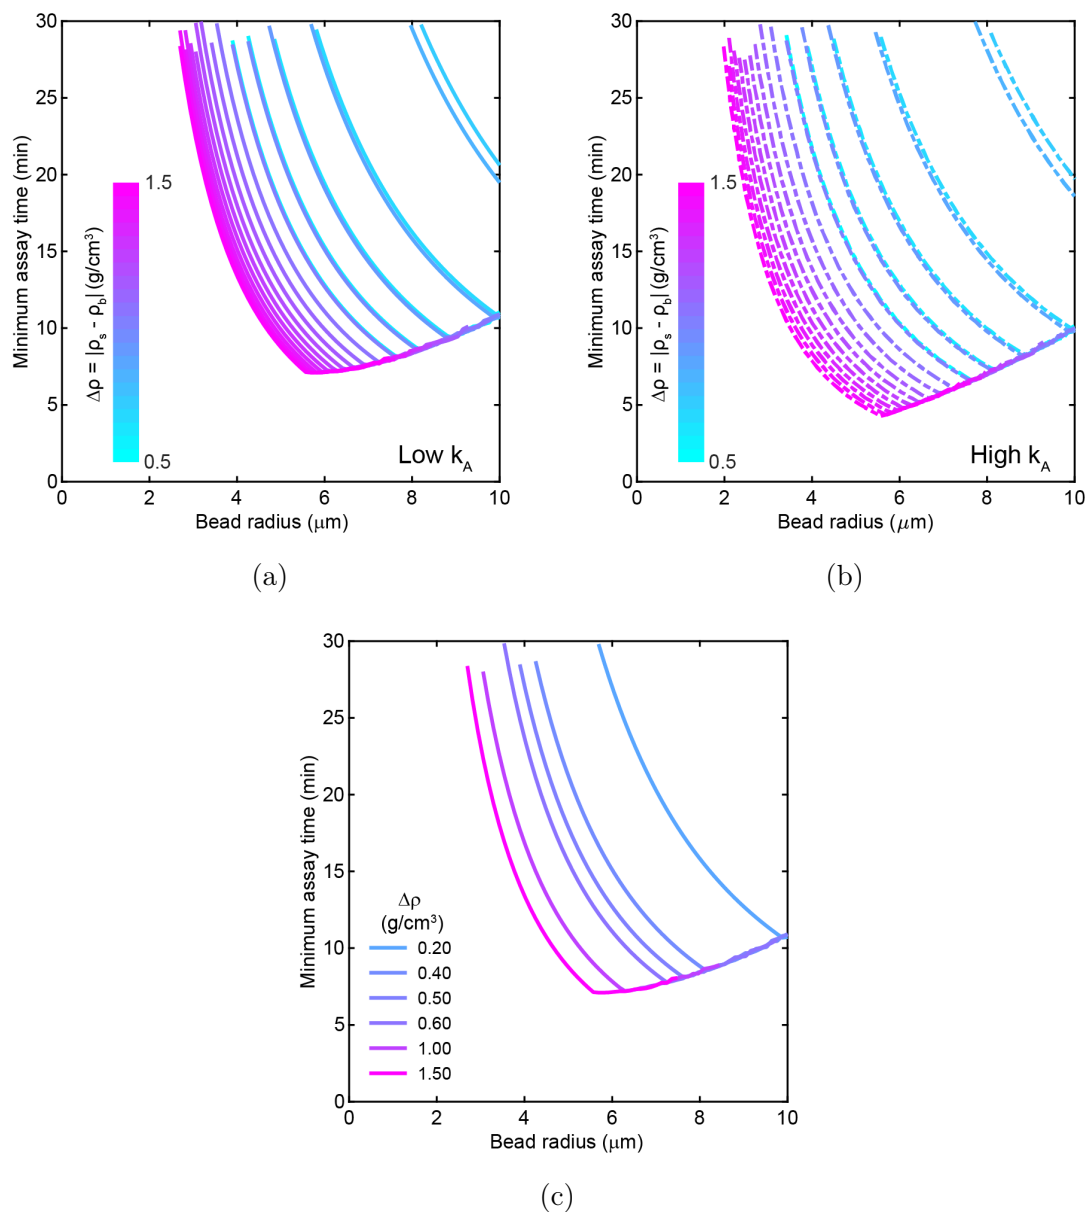 30
25
20
15
10
5
0
Minimum assay time (min)
1.5
Δρ = |ρs - ρb| (g/cm³)
0.5
Low kA
0 2 4 6 8 10
Bead radius (μm)
(a)
30
25
20
15
10
5
0
Minimum assay time (min)
1.5
Δρ = |ρs - ρb| (g/cm³)
0.5
High kA
0 2 4 6 8 10
Bead radius (μm)
(b)
30
25
20
15
10
5
0
Minimum assay time (min)
Δρ
(g/cm³)
0.20
0.40
0.50
0.60
1.00
1.50
0 2 4 6 8 10
Bead radius (μm)
(c)